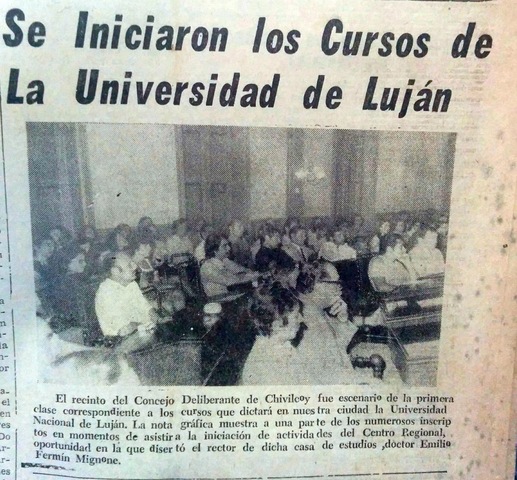 Se Iniciaron los Cursos de
La Universidad de Luján
El recinto del Concejo Deliberante de Chivilcoy fue escenario de la primera
clase correspondiente a los cursos que dictará en nuestra ciudad la Universidad
Nacional de Luján. La nota gráfica muestra a una parte de los numerosos inscrip
tos en momentos de asistir a la iniciación de actividades del Centro Regional,
oportunidad en la que disertó el rector de dicha casa de estudios ,doctor Emilio
Fermín Mignone.